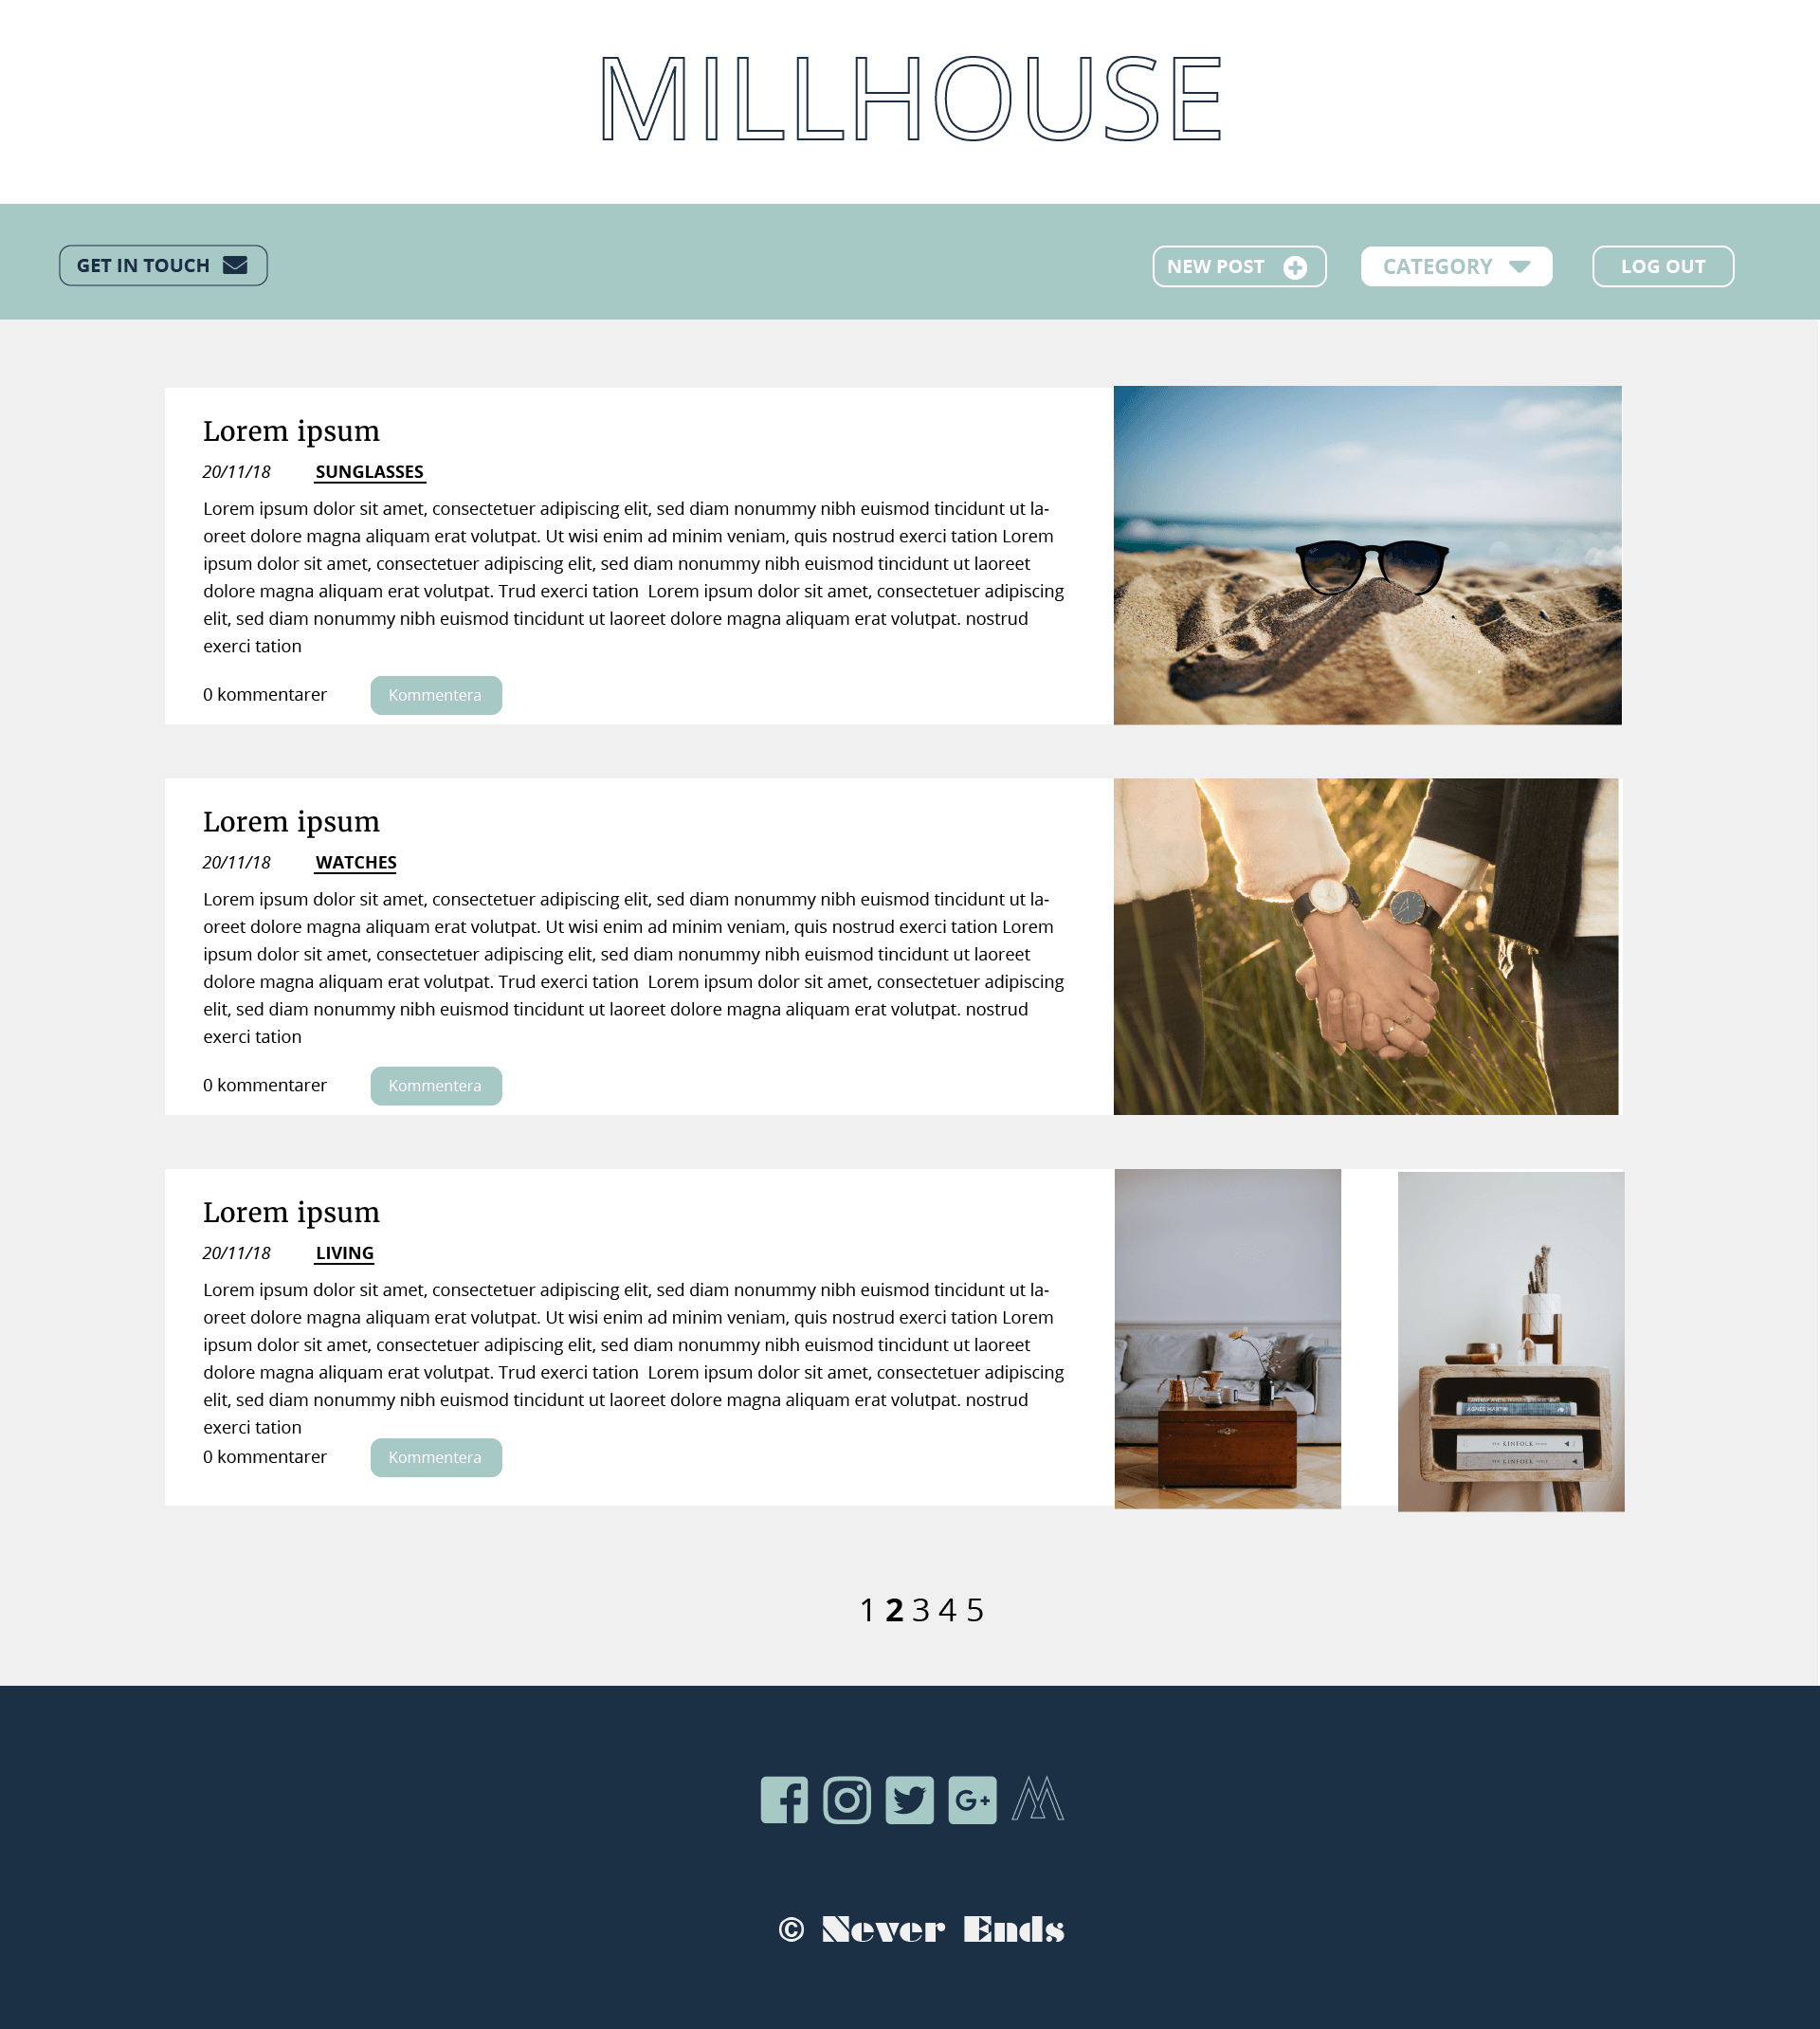 MILLHOUSE
GET IN TOUCH
NEW POST
CATEGORY
LOG OUT
Lorem ipsum
20/11/18 SUNGLASSES
Lorem ipsum dolor sit amet, consectetuer adipiscing elit, sed diam nonummy nibh euismod tincidunt ut la-
oreet dolore magna aliquam erat volutpat. Ut wisi enim ad minim veniam, quis nostrud exerci tation Lorem
ipsum dolor sit amet, consectetuer adipiscing elit, sed diam nonummy nibh euismod tincidunt ut laoreet
dolore magna aliquam erat volutpat. Trud exerci tation  Lorem ipsum dolor sit amet, consectetuer adipiscing
elit, sed diam nonummy nibh euismod tincidunt ut laoreet dolore magna aliquam erat volutpat. nostrud
exerci tation
0 kommentarer Kommentera
Lorem ipsum
20/11/18 WATCHES
Lorem ipsum dolor sit amet, consectetuer adipiscing elit, sed diam nonummy nibh euismod tincidunt ut la-
oreet dolore magna aliquam erat volutpat. Ut wisi enim ad minim veniam, quis nostrud exerci tation Lorem
ipsum dolor sit amet, consectetuer adipiscing elit, sed diam nonummy nibh euismod tincidunt ut laoreet
dolore magna aliquam erat volutpat. Trud exerci tation  Lorem ipsum dolor sit amet, consectetuer adipiscing
elit, sed diam nonummy nibh euismod tincidunt ut laoreet dolore magna aliquam erat volutpat. nostrud
exerci tation
0 kommentarer Kommentera
Lorem ipsum
20/11/18 LIVING
Lorem ipsum dolor sit amet, consectetuer adipiscing elit, sed diam nonummy nibh euismod tincidunt ut la-
oreet dolore magna aliquam erat volutpat. Ut wisi enim ad minim veniam, quis nostrud exerci tation Lorem
ipsum dolor sit amet, consectetuer adipiscing elit, sed diam nonummy nibh euismod tincidunt ut laoreet
dolore magna aliquam erat volutpat. Trud exerci tation  Lorem ipsum dolor sit amet, consectetuer adipiscing
elit, sed diam nonummy nibh euismod tincidunt ut laoreet dolore magna aliquam erat volutpat. nostrud
exerci tation
0 kommentarer Kommentera
AGNES MARTIN
KINFOLK
KINFOLK
1 2 3 4 5
G+
© Never Ends